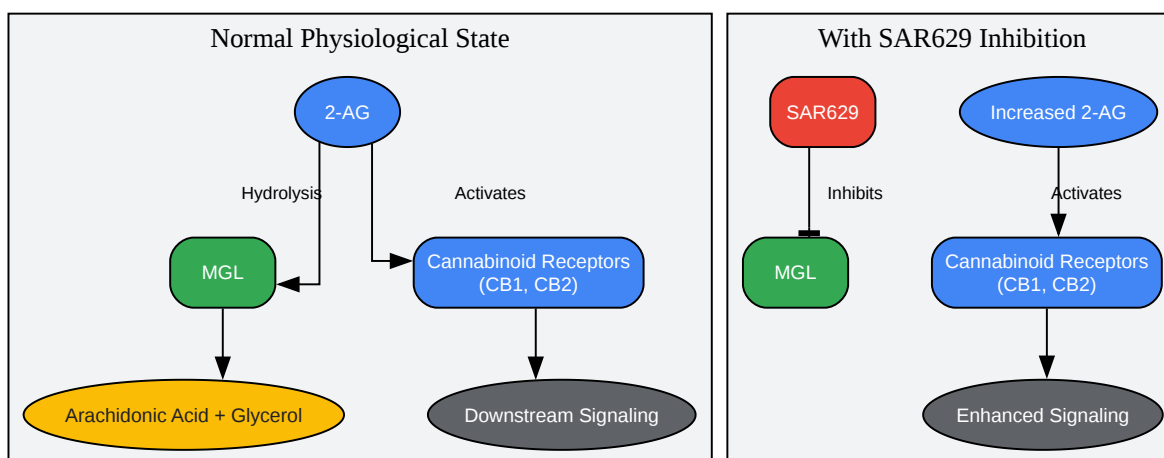 Normal Physiological State
2-AG
Hydrolysis
Activates
MGL
Cannabinoid Receptors
(CB1, CB2)
Arachidonic Acid + Glycerol
Downstream Signaling
With SAR629 Inhibition
SAR629
Increased 2-AG
Inhibits
Activates
MGL
Cannabinoid Receptors
(CB1, CB2)
Enhanced Signaling